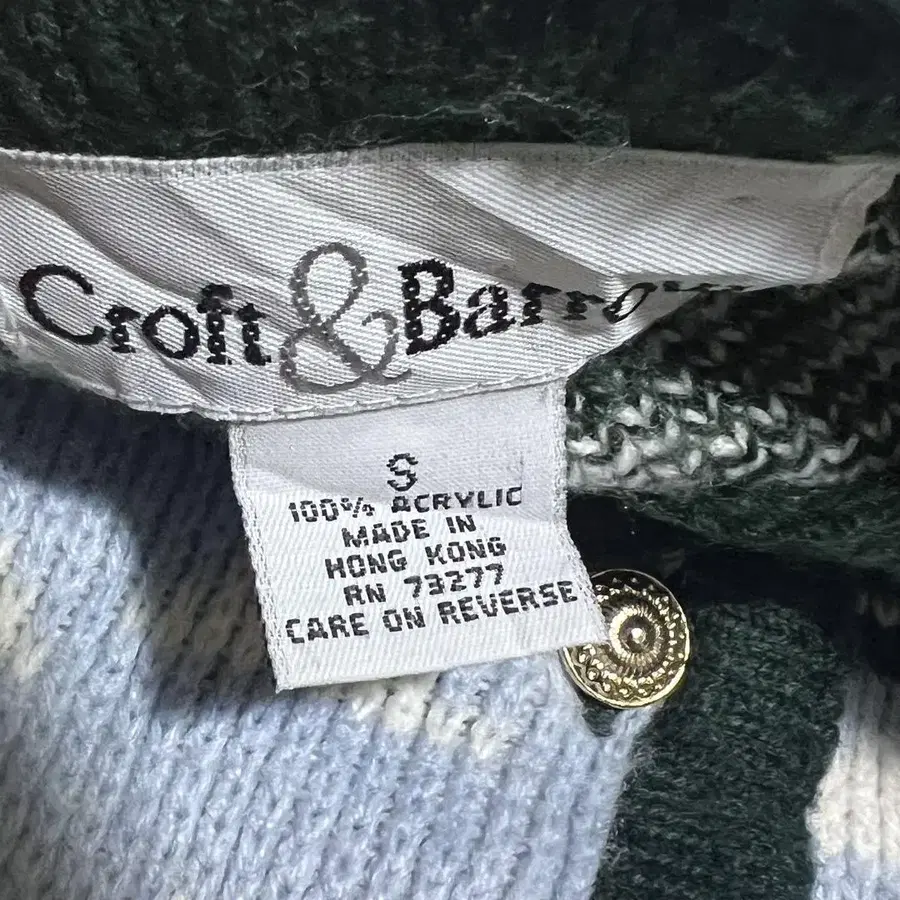 Croft & Barrow
S
100% ACRYLIC
MADE IN
HONG KONG
RN 73277
CARE ON REVERSE